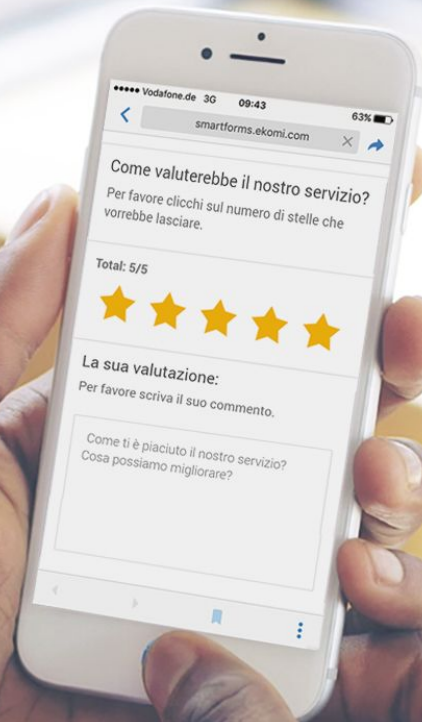 Vodafone.de 3G 09:43 63%
smartforms.ekomi.com
Come valuterebbe il nostro servizio?
Per favore clicchi sul numero di stelle che
vorrebbe lasciare.
Total: 5/5
La sua valutazione:
Per favore scriva il suo commento.
Come ti è piaciuto il nostro servizio?
Cosa possiamo migliorare?